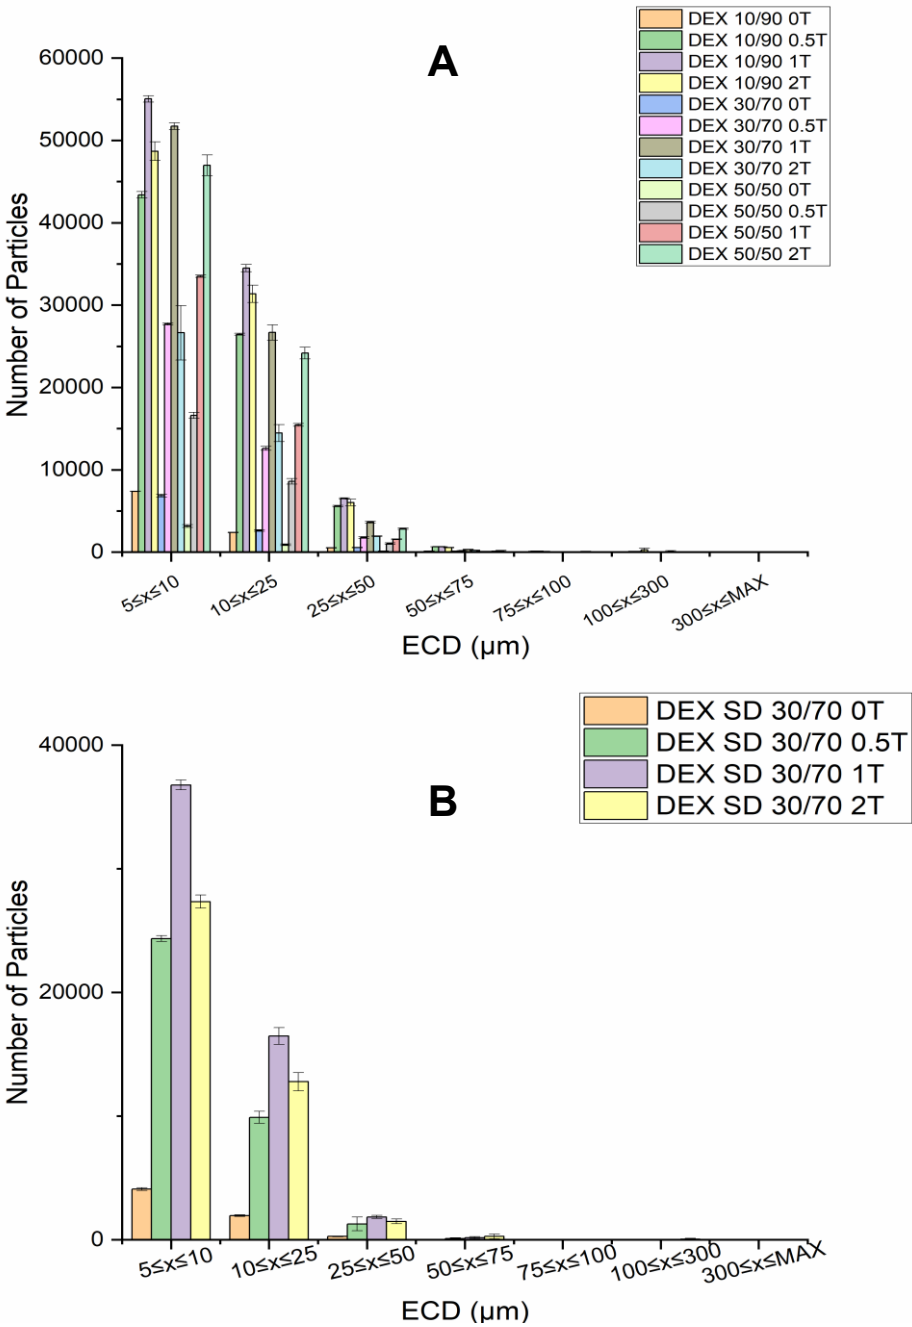 DEX 10/90 0T
DEX 10/90 0.5T
DEX 10/90 1T
DEX 10/90 2T
DEX 30/70 0T
DEX 30/70 0.5T
DEX 30/70 1T
DEX 30/70 2T
DEX 50/50 0T
DEX 50/50 0.5T
DEX 50/50 1T
DEX 50/50 2T
A
60000
50000
40000
30000
20000
10000
0
Number of Particles
5≤x≤10
10≤x≤25
25≤x≤50
50≤x≤75
75≤x≤100
100≤x≤300
300≤x≤MAX
ECD (μm)
DEX SD 30/70 0T
DEX SD 30/70 0.5T
DEX SD 30/70 1T
DEX SD 30/70 2T
B
40000
20000
0
Number of Particles
5≤x≤10
10≤x≤25
25≤x≤50
50≤x≤75
75≤x≤100
100≤x≤300
300≤x≤MAX
ECD (μm)